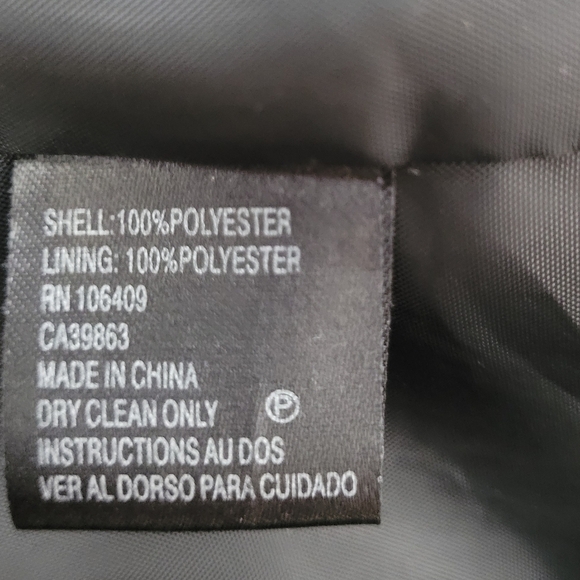 SHELL:100%POLYESTER
LINING: 100%POLYESTER
RN 106409
CA39863
MADE IN CHINA
DRY CLEAN ONLY Ⓟ
INSTRUCTIONS AU DOS
VER AL DORSO PARA CUIDADO